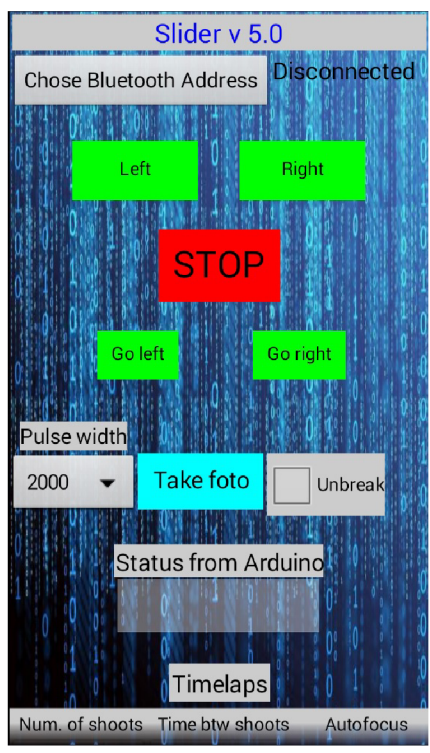 Slider v 5.0
Chose Bluetooth Address
Disconnected
Left
Right
STOP
Go left
Go right
Pulse width
2000
Take foto
Unbreak
Status from Arduino
Timelaps
Num. of shoots
Time btw shoots
Autofocus